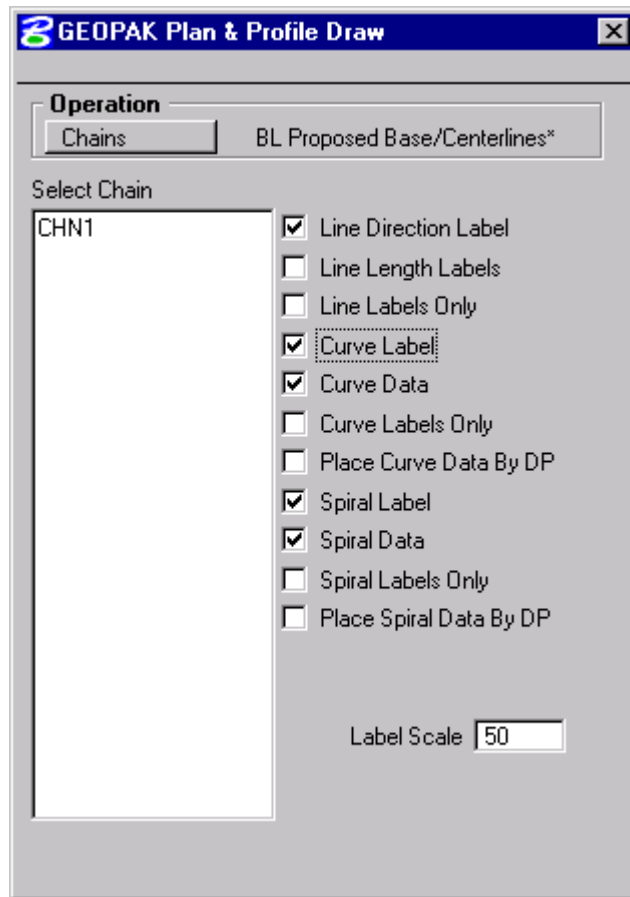 GEOPAK Plan & Profile Draw
Operation
Chains BL Proposed Base/Centerlines*
Select Chain
CHN1
Line Direction Label
Line Length Labels
Line Labels Only
Curve Label
Curve Data
Curve Labels Only
Place Curve Data By DP
Spiral Label
Spiral Data
Spiral Labels Only
Place Spiral Data By DP
Label Scale 50